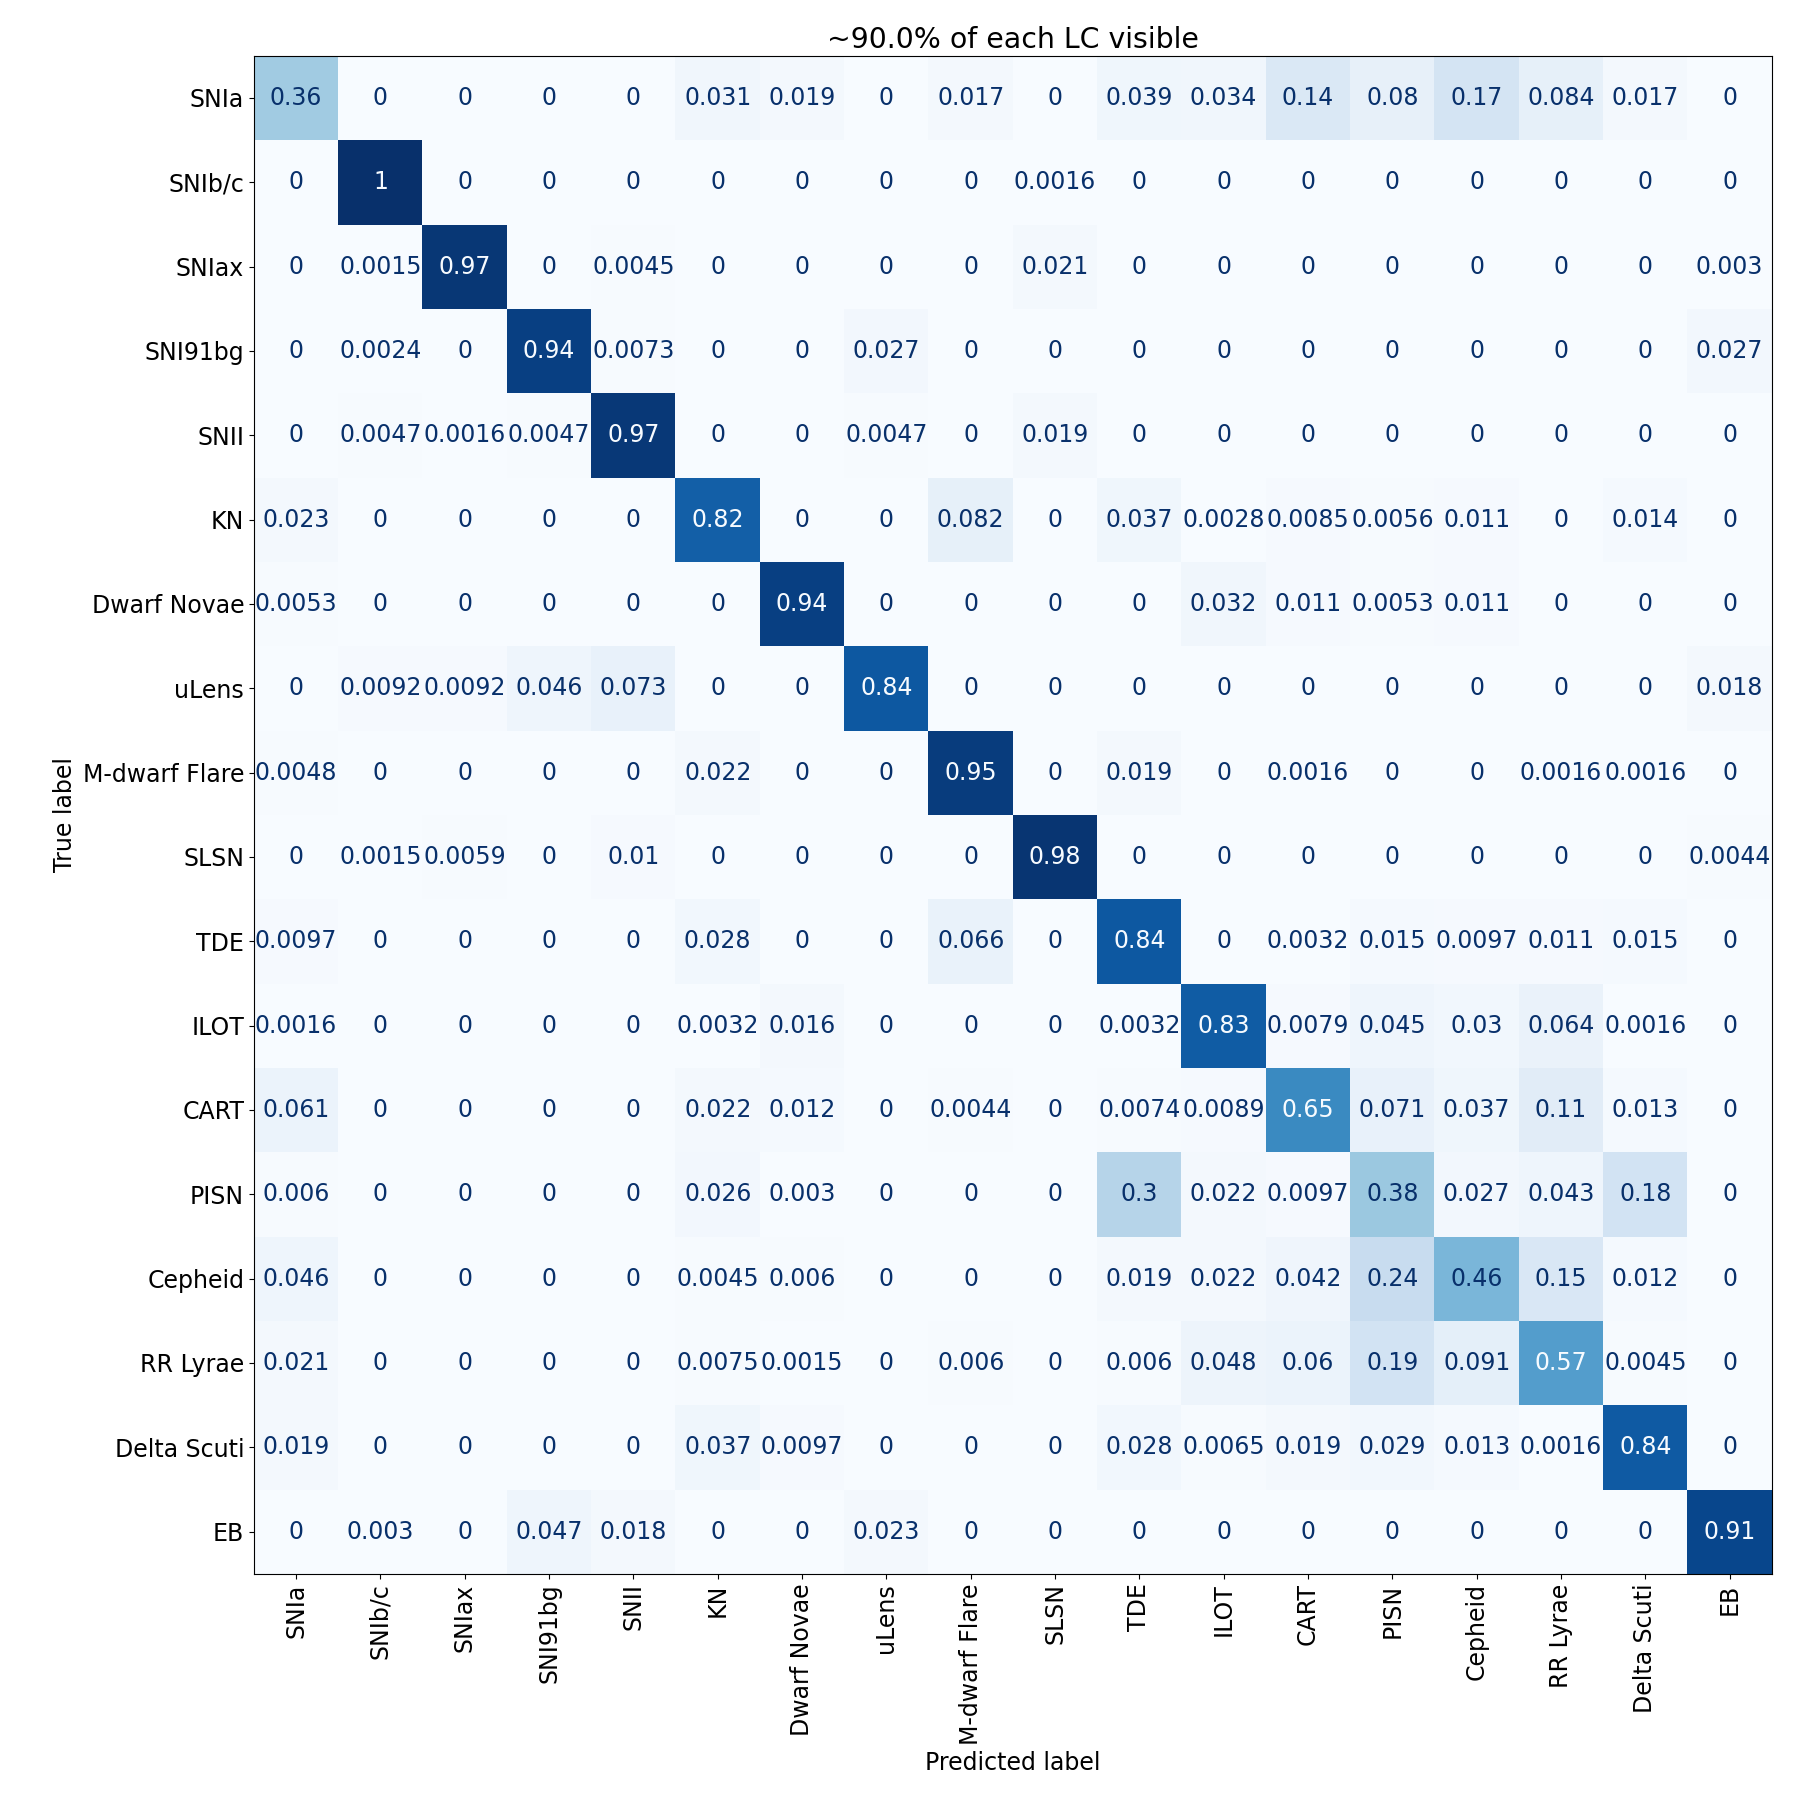 ~90.0% of each LC visible
SNIa 0.36 0 0 0 0 0.031 0.019 0 0.017 0 0.039 0.034 0.14 0.08 0.17 0.084 0.017 0
SNIb/c 0 1 0 0 0 0 0 0 0 0.0016 0 0 0 0 0 0 0 0
SNIax 0 0.0015 0.97 0 0.0045 0 0 0 0 0.021 0 0 0 0 0 0 0 0.003
SNI91bg 0 0.0024 0 0.94 0.0073 0 0 0.027 0 0 0 0 0 0 0 0 0 0.027
SNII 0 0.0047 0.0016 0.0047 0.97 0 0 0.0047 0 0.019 0 0 0 0 0 0 0 0
KN 0.023 0 0 0 0 0.82 0 0 0.082 0 0.037 0.0028 0.0085 0.0056 0.011 0 0.014 0
Dwarf Novae 0.0053 0 0 0 0 0 0.94 0 0 0 0 0.032 0.011 0.0053 0.011 0 0 0
uLens 0 0.0092 0.0092 0.046 0.073 0 0 0.84 0 0 0 0 0 0 0 0 0 0.018
M-dwarf Flare 0.0048 0 0 0 0 0.022 0 0 0.95 0 0.019 0 0.0016 0 0 0.0016 0.0016 0
SLSN 0 0.0015 0.0059 0 0.01 0 0 0 0 0.98 0 0 0 0 0 0 0 0.0044
TDE 0.0097 0 0 0 0 0.028 0 0 0.066 0 0.84 0 0.0032 0.015 0.0097 0.011 0.015 0
ILOT 0.0016 0 0 0 0 0.0032 0.016 0 0 0 0.0032 0.83 0.0079 0.045 0.03 0.064 0.0016 0
CART 0.061 0 0 0 0 0.022 0.012 0 0.0044 0 0.0074 0.0089 0.65 0.071 0.037 0.11 0.013 0
PISN 0.006 0 0 0 0 0.026 0.003 0 0 0 0.3 0.022 0.0097 0.38 0.027 0.043 0.18 0
Cepheid 0.046 0 0 0 0 0.0045 0.006 0 0 0 0.019 0.022 0.042 0.24 0.46 0.15 0.012 0
RR Lyrae 0.021 0 0 0 0 0.0075 0.0015 0 0.006 0 0.006 0.048 0.06 0.19 0.091 0.57 0.0045 0
Delta Scuti 0.019 0 0 0 0 0.037 0.0097 0 0 0 0.028 0.0065 0.019 0.029 0.013 0.0016 0.84 0
EB 0 0.003 0 0.047 0.018 0 0 0.023 0 0 0 0 0 0 0 0 0 0.91
True label
SNIa SNIb/c SNIax SNI91bg SNII KN Dwarf Novae uLens M-dwarf Flare SLSN TDE ILOT CART PISN Cepheid RR Lyrae Delta Scuti EB
Predicted label